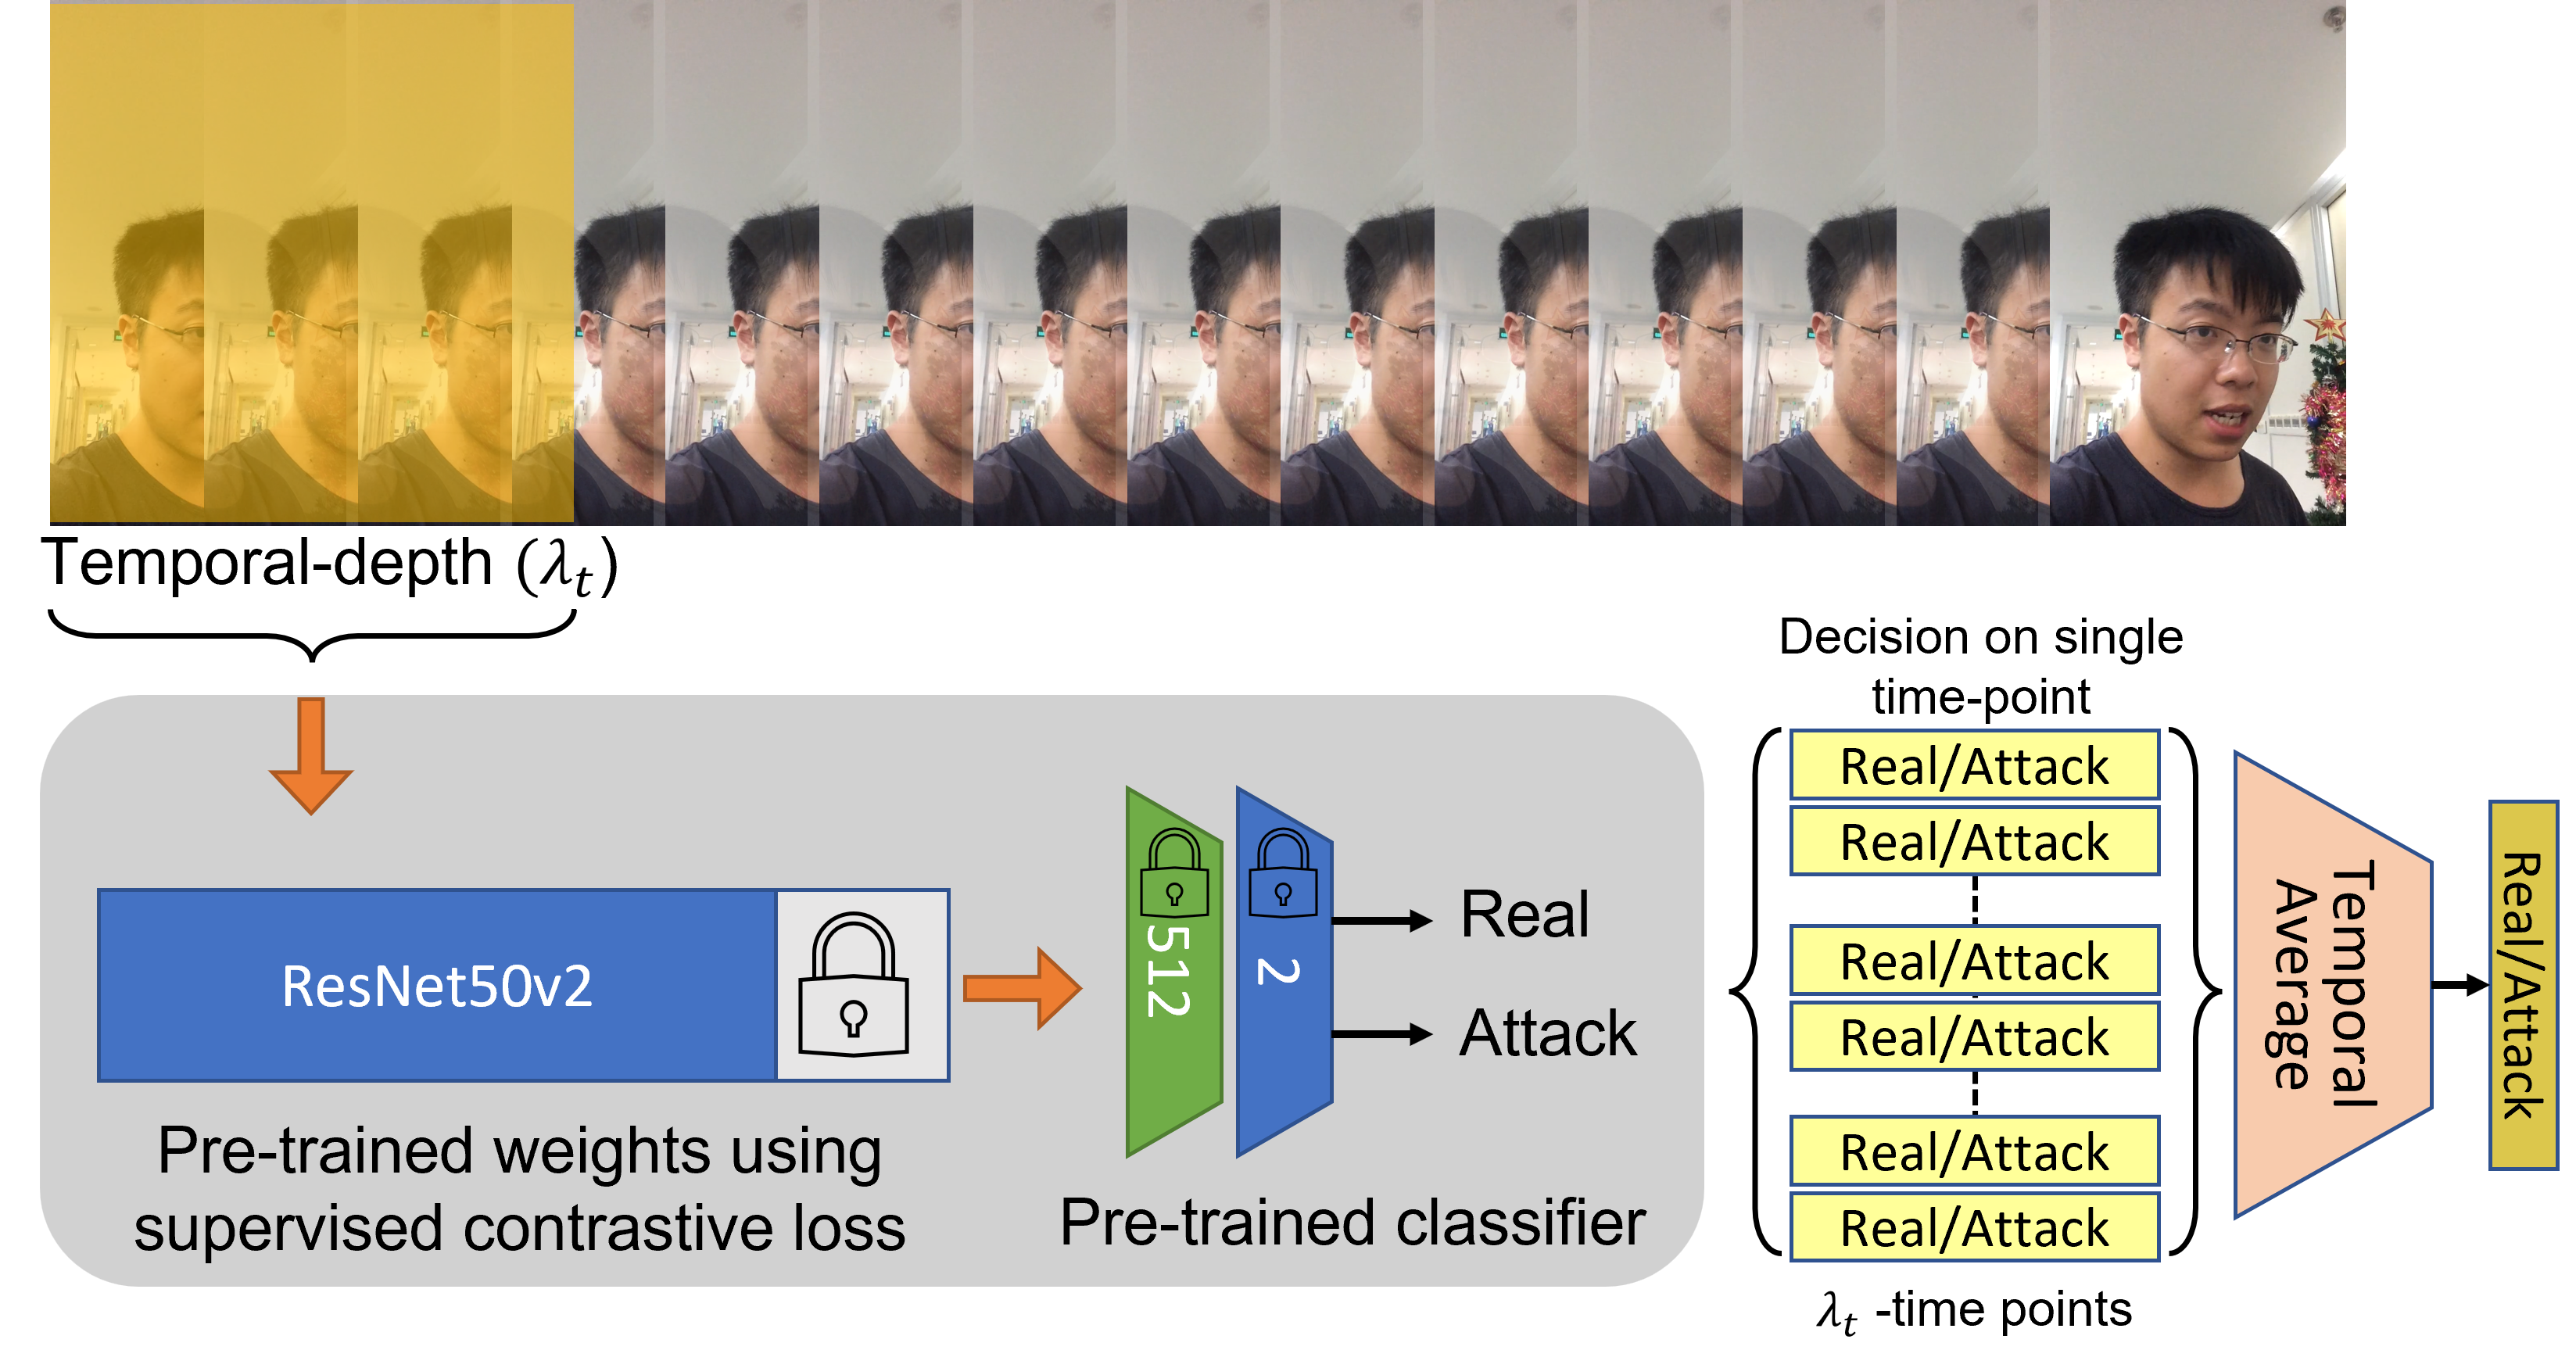 Temporal-depth (λt)
Decision on single
time-point
Real/Attack
Real/Attack
Real/Attack
Real/Attack
Real/Attack
Real/Attack
λt -time points
ResNet50v2
Pre-trained weights using
supervised contrastive loss
512
2
Real
Attack
Pre-trained classifier
Temporal
Average
Real/Attack